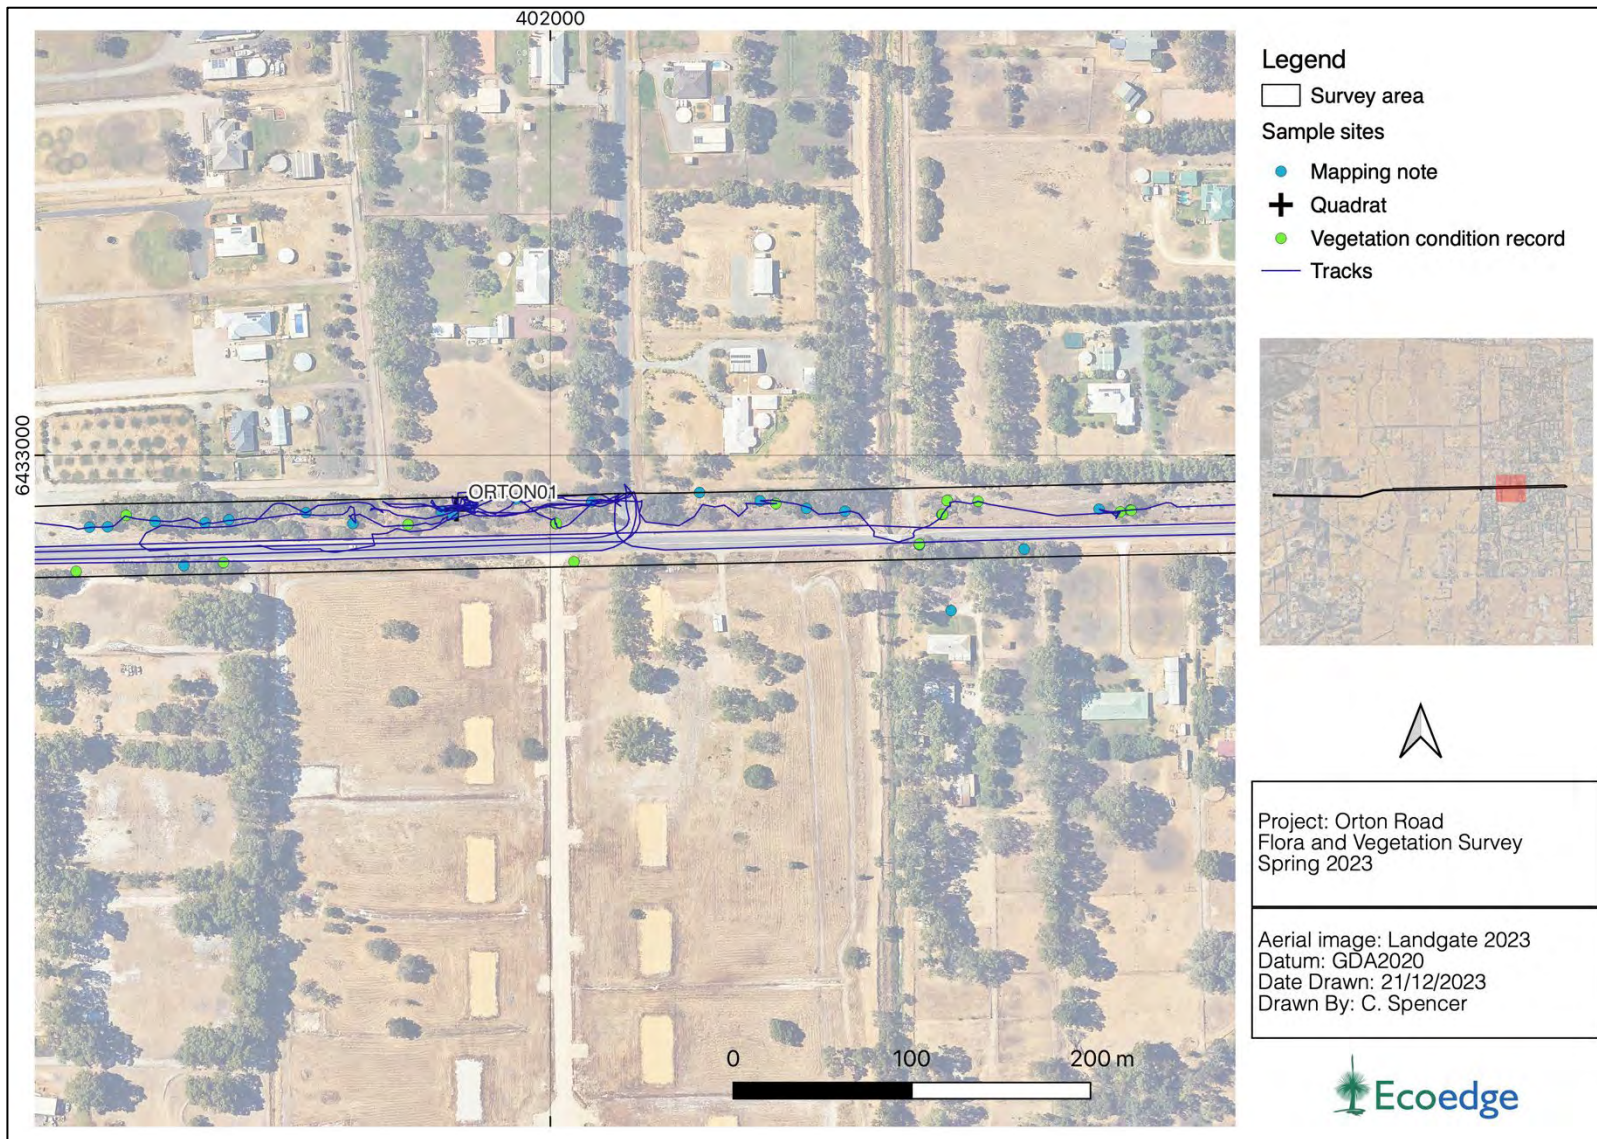 402000
6433000
ORTON01
0 100 200 m
Legend
Survey area
Sample sites
Mapping note
Quadrat
Vegetation condition record
Tracks
Project: Orton Road
Flora and Vegetation Survey
Spring 2023
Aerial image: Landgate 2023
Datum: GDA2020
Date Drawn: 21/12/2023
Drawn By: C. Spencer
Ecoedge